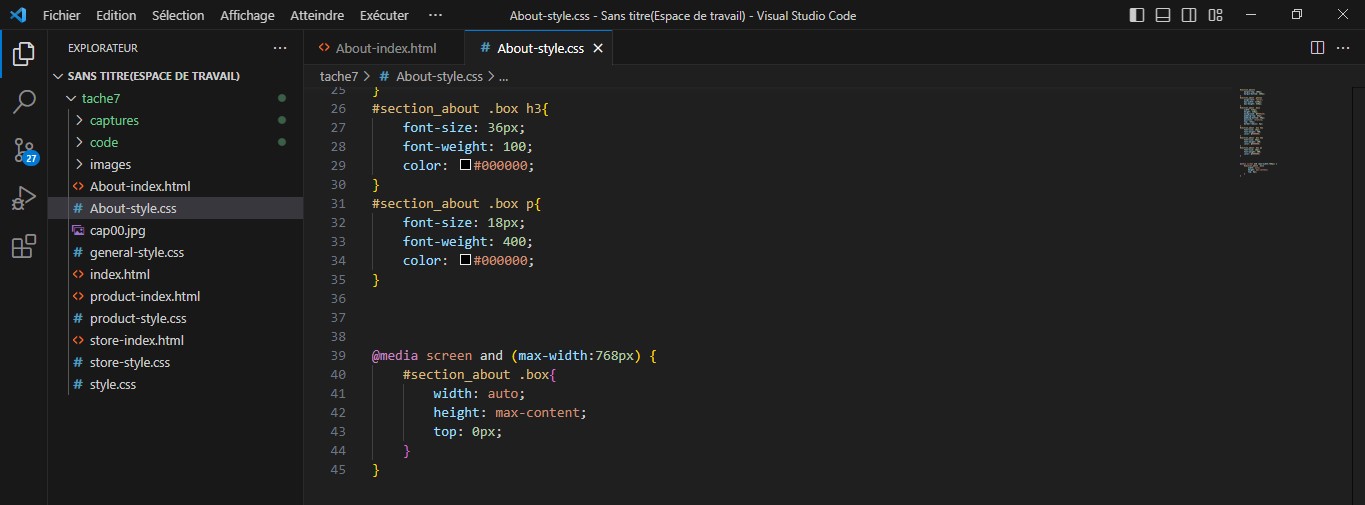 Fichier Edition Sélection Affichage Atteindre Exécuter ··· About-style.css - Sans titre(Espace de travail) - Visual Studio Code
EXPLORATEUR ···
SANS TITRE(ESPACE DE TRAVAIL)
tache7
captures
code
images
About-index.html
About-style.css
cap00.jpg
general-style.css
index.html
product-index.html
product-style.css
store-index.html
store-style.css
style.css
27
About-index.html # About-style.css
tache7 > # About-style.css > ...
25 }
26 #section_about .box h3{
27 font-size: 36px;
28 font-weight: 100;
29 color: #000000;
30 }
31 #section_about .box p{
32 font-size: 18px;
33 font-weight: 400;
34 color: #000000;
35 }
36
37
38
39 @media screen and (max-width:768px) {
40 #section_about .box{
41 width: auto;
42 height: max-content;
43 top: 0px;
44 }
45 }